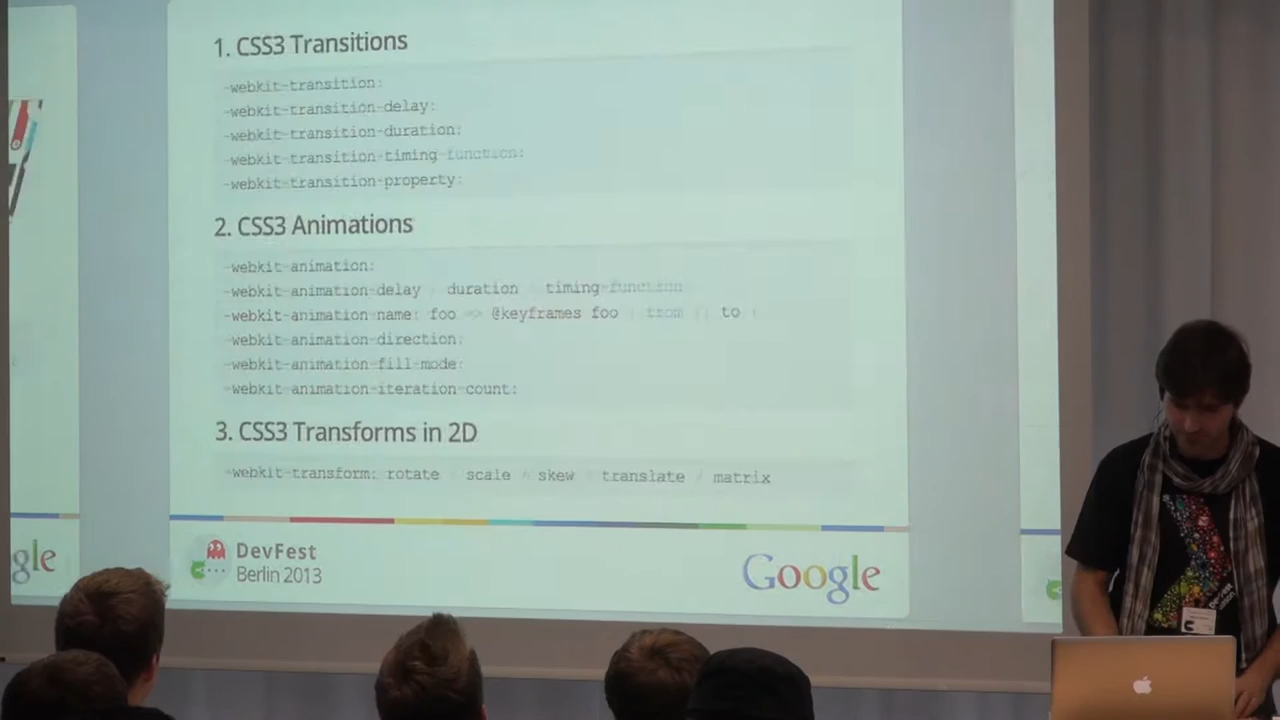 1. CSS3 Transitions
-webkit-transition:
-webkit-transition-delay:
-webkit-transition-duration:
-webkit-transition-timing-function:
-webkit-transition-property:
2. CSS3 Animations
-webkit-animation:
-webkit-animation-delay / duration / timing-function
-webkit-animation-name: foo => @keyframes foo { from {} to {
-webkit-animation-direction:
-webkit-animation-fill-mode:
-webkit-animation-iteration-count:
3. CSS3 Transforms in 2D
-webkit-transform: rotate / scale / skew / translate / matrix
DevFest
Berlin 2013
Google
gle